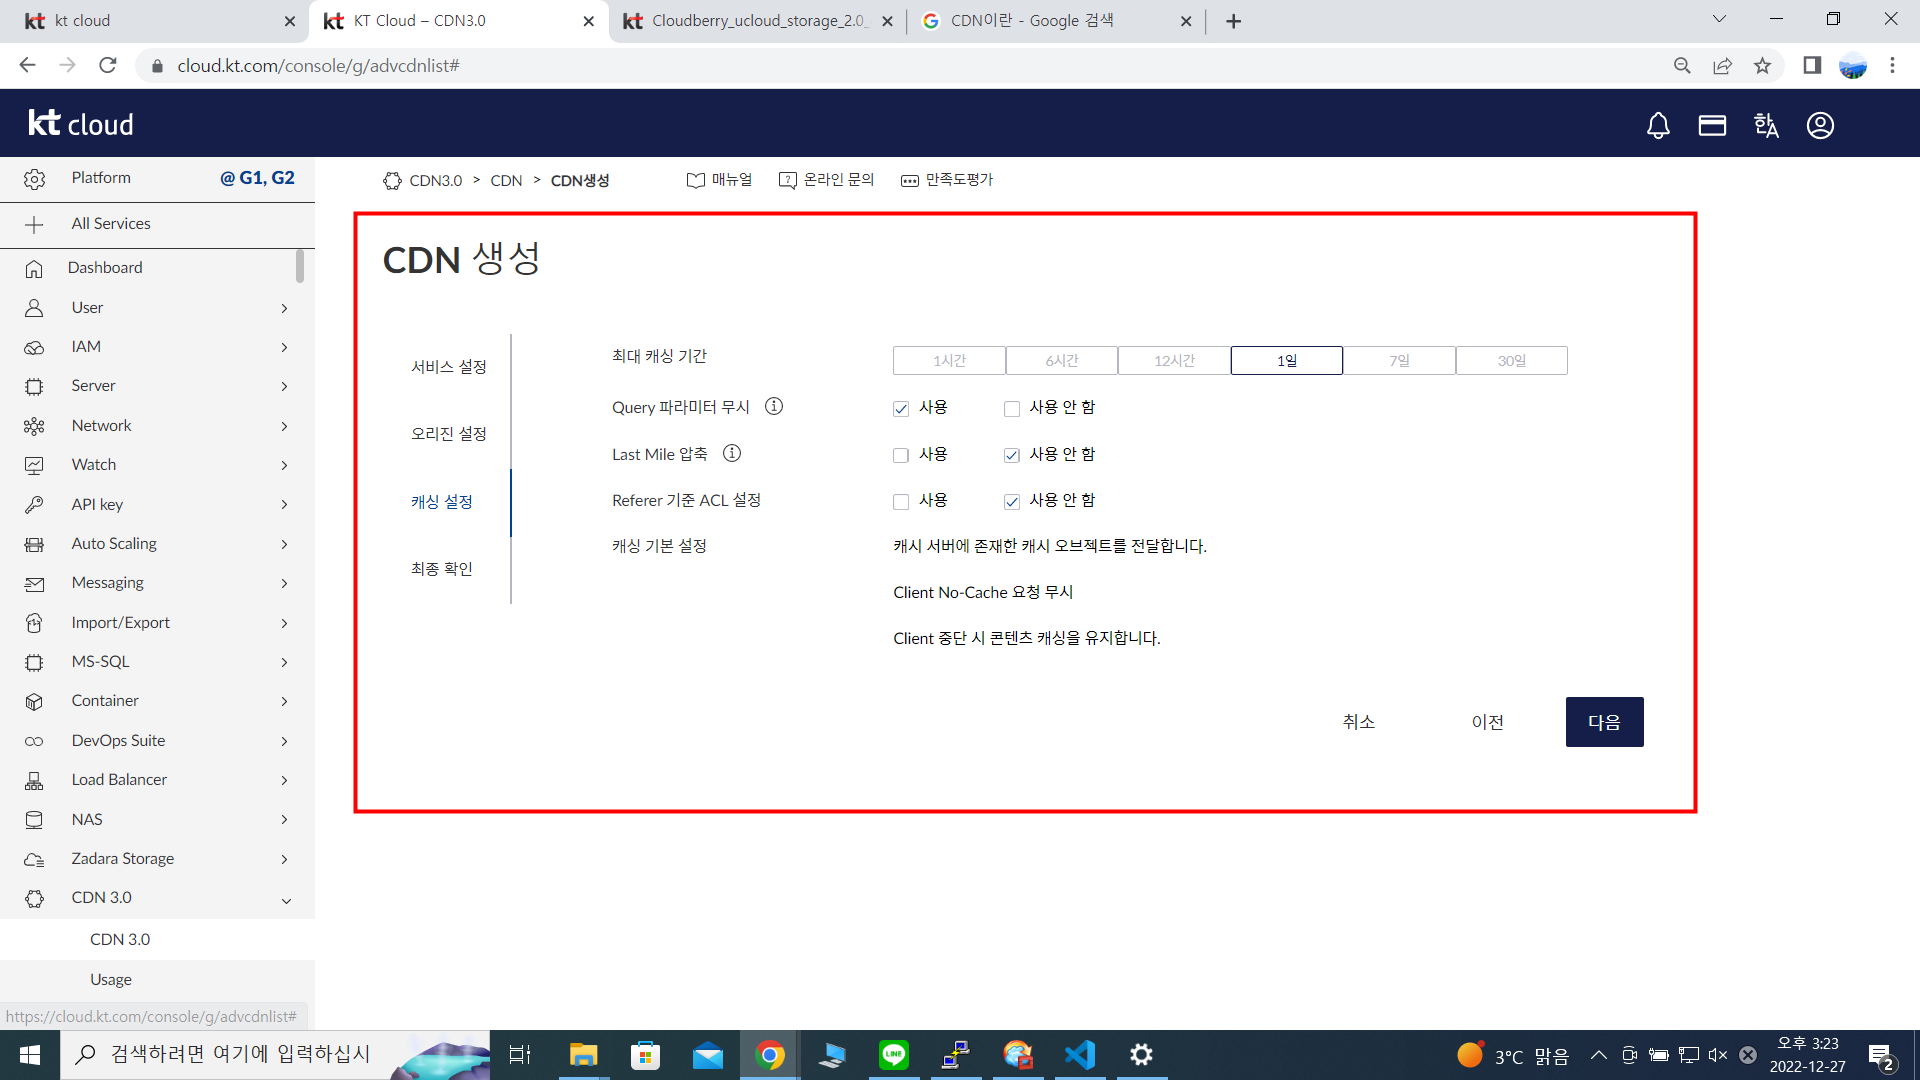 kt cloud
KT Cloud – CDN3.0
Cloudberry_ucloud_storage_2.0_
CDN이란 - Google 검색
cloud.kt.com/console/g/advcdnlist#
kt cloud
한A
Platform @ G1, G2
All Services
Dashboard
User
IAM
Server
Network
Watch
API key
Auto Scaling
Messaging
Import/Export
MS-SQL
Container
DevOps Suite
Load Balancer
NAS
Zadara Storage
CDN 3.0
CDN 3.0
Usage
https://cloud.kt.com/console/g/advcdnlist#
CDN3.0 > CDN > CDN생성
매뉴얼
온라인 문의
만족도평가
CDN 생성
서비스 설정
오리진 설정
캐싱 설정
최종 확인
최대 캐싱 기간 1시간 6시간 12시간 1일 7일 30일
Query 파라미터 무시 사용 사용 안 함
Last Mile 압축 사용 사용 안 함
Referer 기준 ACL 설정 사용 사용 안 함
캐싱 기본 설정 캐시 서버에 존재한 캐시 오브젝트를 전달합니다.
Client No-Cache 요청 무시
Client 중단 시 콘텐츠 캐싱을 유지합니다.
취소 이전 다음
검색하려면 여기에 입력하십시
LINE
3°C 맑음
오후 3:23
2022-12-27
2